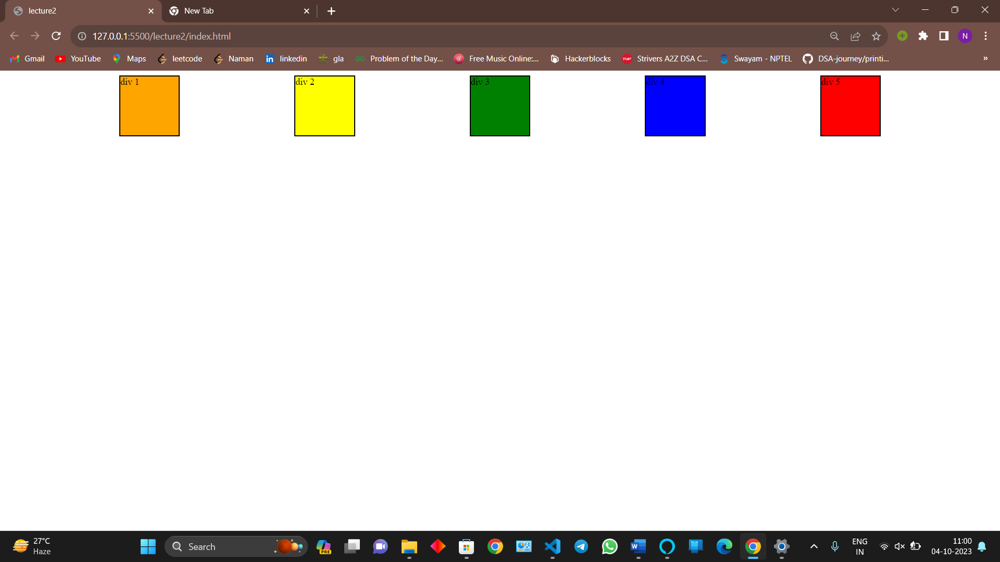 lecture2
New Tab
127.0.0.1:5500/lecture2/index.html
N
Gmail
YouTube
Maps
leetcode
Naman
linkedin
gla
Problem of the Day...
Free Music Online:...
Hackerblocks
Strivers A2Z DSA C...
Swayam - NPTEL
DSA-journey/printi...
»
div 1
div 2
div 3
div 4
div 5
27°C
Haze
Search
PRE
ENG
IN
11:00
04-10-2023